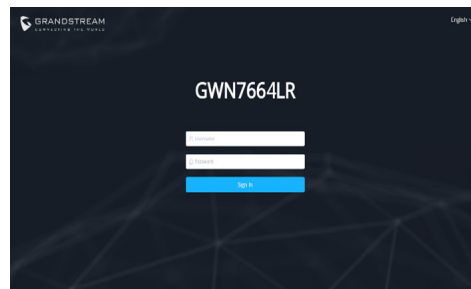 GRANDSTREAM
CONNECTING THE WORLD
English
GWN7664LR
Username
Password
Sign in